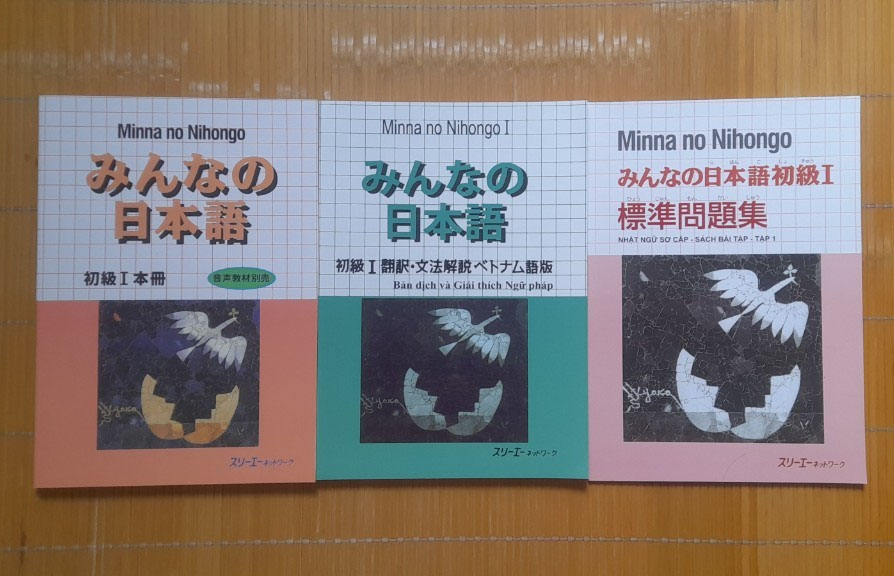 Minna no Nihongo
みんなの
日本語
初級Ⅰ本冊
音声教材別売
スリーエーネットワーク
Minna no Nihongo I
みんなの
日本語
初級Ⅰ翻訳・文法解説ベトナム語版
Bản dịch và Giải thích Ngữ pháp
スリーエーネットワーク
Minna no Nihongo
みんなの日本語初級Ⅰ
標準問題集
NHẬT NGỮ SƠ CẤP - SÁCH BÀI TẬP - TẬP 1
スリーエーネットワーク